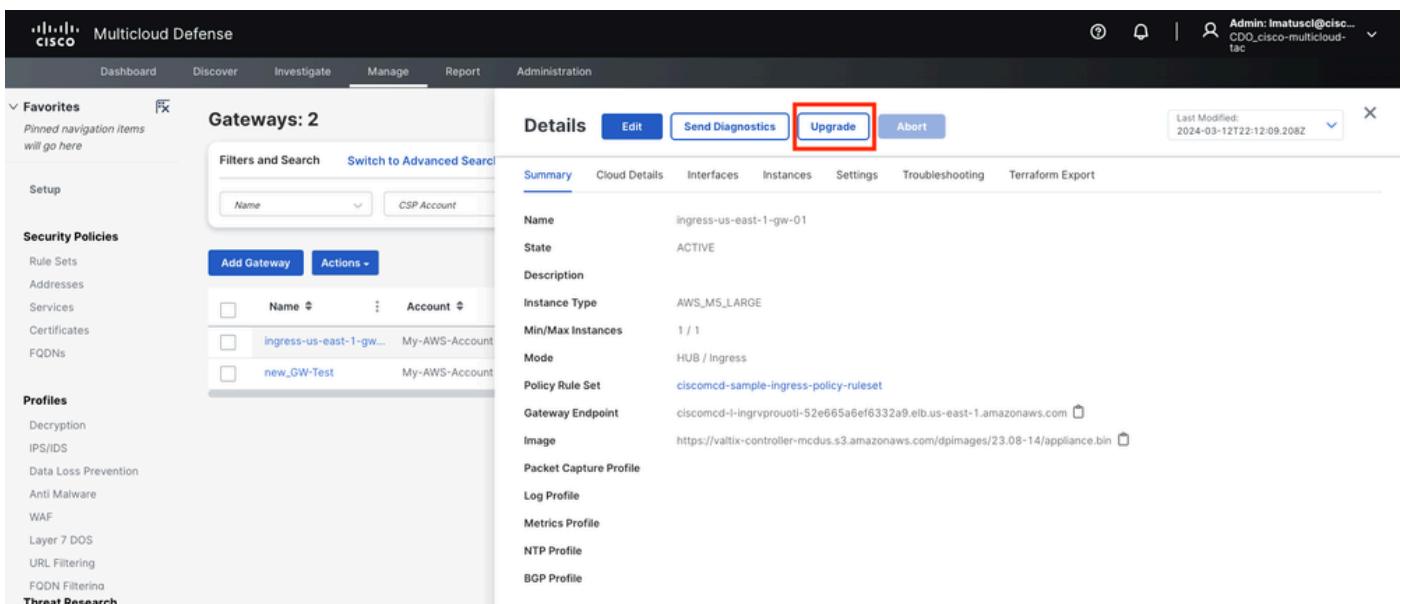 CISCO
Multicloud Defense
Admin: lmatuscl@cisc...
CDO_cisco-multicloud-
tac
Dashboard Discover Investigate Manage Report Administration
Favorites
Pinned navigation items
will go here
Setup
Security Policies
Rule Sets
Addresses
Services
Certificates
FQDNs
Profiles
Decryption
IPS/IDS
Data Loss Prevention
Anti Malware
WAF
Layer 7 DOS
URL Filtering
FQDN Filtering
Threat Research
Gateways: 2
Filters and Search Switch to Advanced Searc
Name CSP Account
Add Gateway Actions
Name Account
ingress-us-east-1-gw... My-AWS-Account
new_GW-Test My-AWS-Account
Details Edit Send Diagnostics Upgrade Abort
Last Modified:
2024-03-12T22:12:09.208Z
Summary Cloud Details Interfaces Instances Settings Troubleshooting Terraform Export
Name ingress-us-east-1-gw-01
State ACTIVE
Description
Instance Type AWS_M5_LARGE
Min/Max Instances 1 / 1
Mode HUB / Ingress
Policy Rule Set ciscomcd-sample-ingress-policy-ruleset
Gateway Endpoint ciscomcd-l-ingrvprouoti-52e665a6ef6332a9.elb.us-east-1.amazonaws.com
Image https://valtix-controller-mcdus.s3.amazonaws.com/dpimages/23.08-14/appliance.bin
Packet Capture Profile
Log Profile
Metrics Profile
NTP Profile
BGP Profile